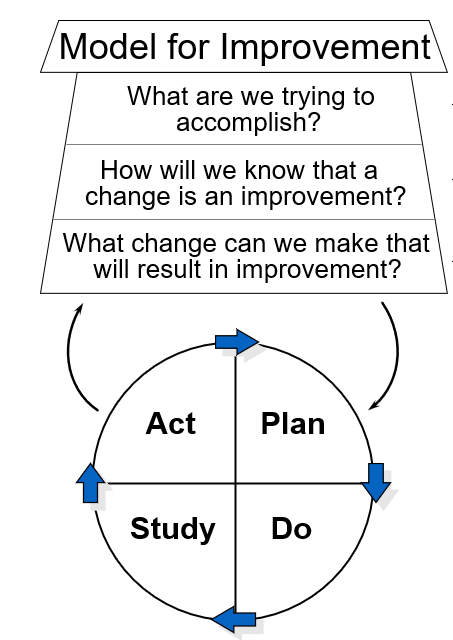 Model for Improvement
What are we trying to
accomplish?
How will we know that a
change is an improvement?
What change can we make that
will result in improvement?
Act
Plan
Study
Do